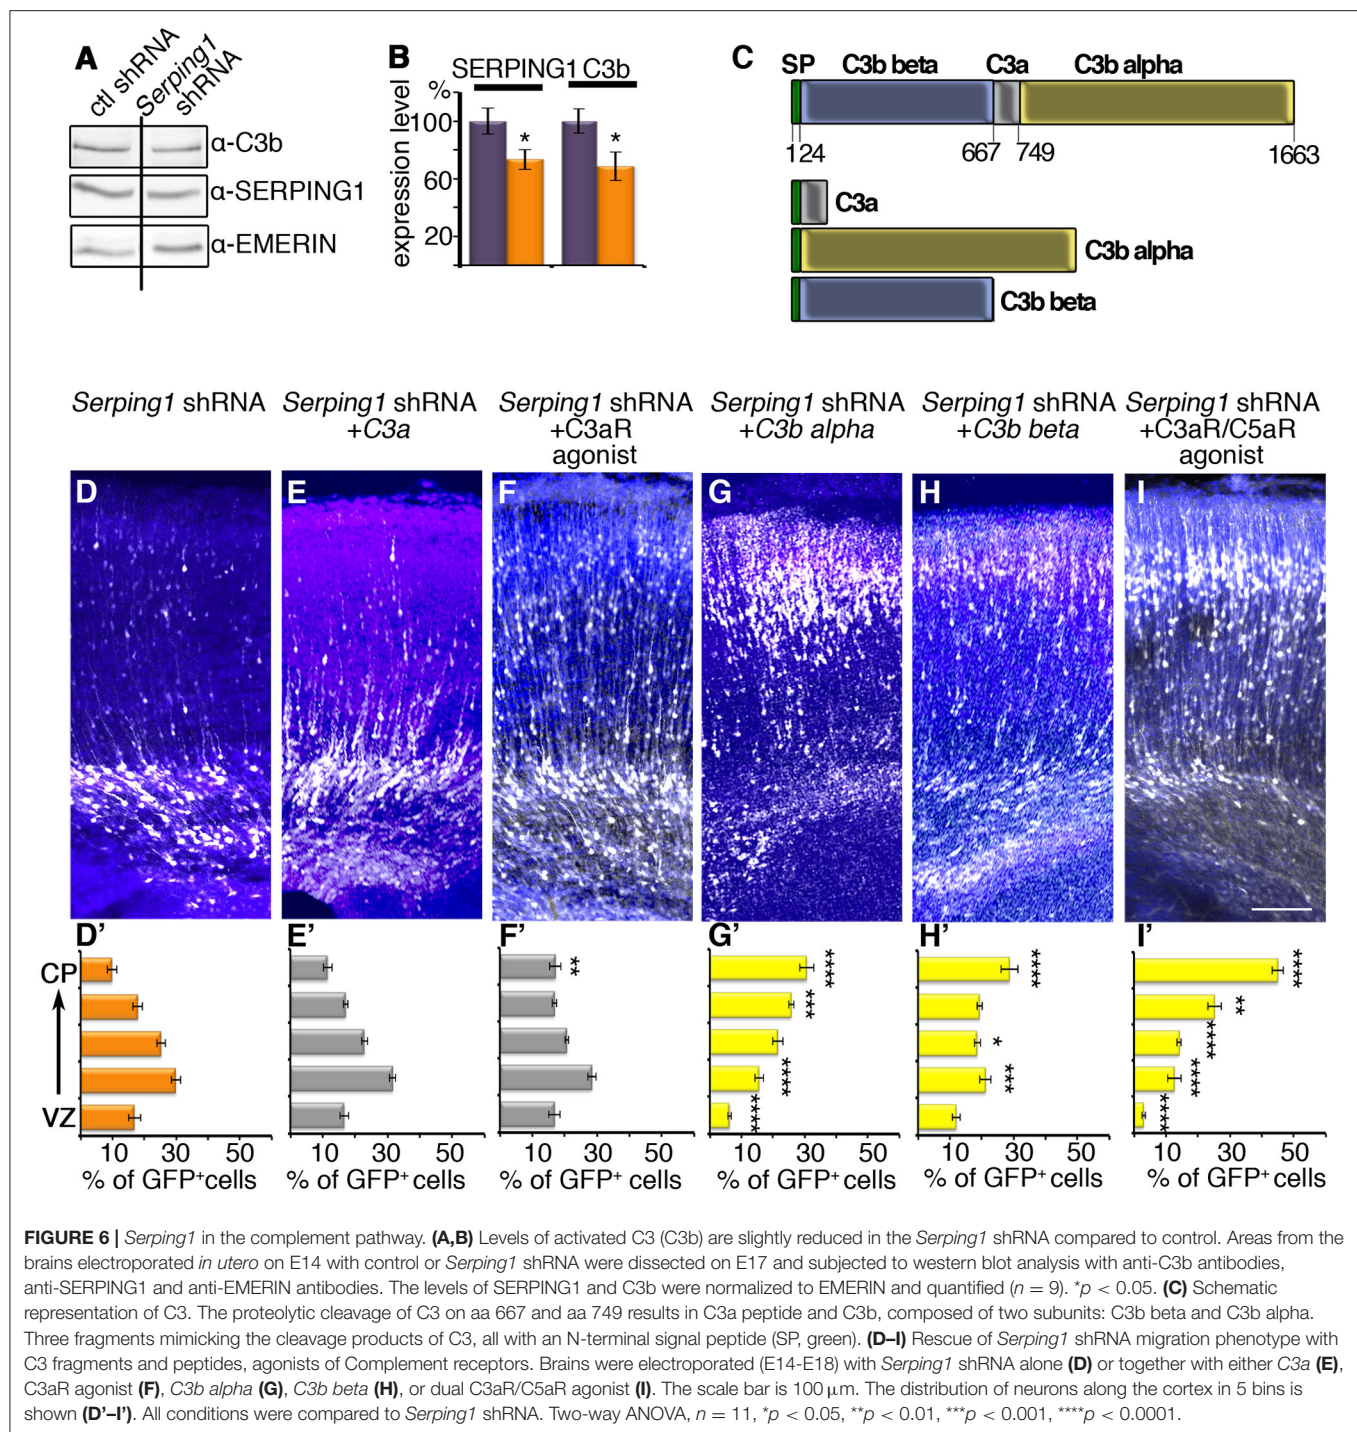 A
ctl shRNA
Serping1
shRNA
α-C3b
α-SERPING1
α-EMERIN
B
SERPING1 C3b
%
expression level
100
60
20
*
*
C
SP
C3b beta
C3a
C3b alpha
1 24
667
749
1663
C3a
C3b alpha
C3b beta
Serping1 shRNA
Serping1 shRNA
+C3a
Serping1 shRNA
+C3aR
agonist
Serping1 shRNA
+C3b alpha
Serping1 shRNA
+C3b beta
Serping1 shRNA
+C3aR/C5aR
agonist
D
E
F
G
H
I
D'
CP
VZ
10 30 50
% of GFP+cells
E'
10 30 50
% of GFP+ cells
F'
**
10 30 50
% of GFP+ cells
G'
****
***
****
****
10 30 50
% of GFP+ cells
H'
****
*
***
10 30 50
% of GFP+ cells
I'
****
**
****
****
****
10 30 50
% of GFP+cells
FIGURE 6 | Serping1 in the complement pathway. (A,B) Levels of activated C3 (C3b) are slightly reduced in the Serping1 shRNA compared to control. Areas from the
brains electroporated in utero on E14 with control or Serping1 shRNA were dissected on E17 and subjected to western blot analysis with anti-C3b antibodies,
anti-SERPING1 and anti-EMERIN antibodies. The levels of SERPING1 and C3b were normalized to EMERIN and quantified (n = 9). *p < 0.05. (C) Schematic
representation of C3. The proteolytic cleavage of C3 on aa 667 and aa 749 results in C3a peptide and C3b, composed of two subunits: C3b beta and C3b alpha.
Three fragments mimicking the cleavage products of C3, all with an N-terminal signal peptide (SP, green). (D–I) Rescue of Serping1 shRNA migration phenotype with
C3 fragments and peptides, agonists of Complement receptors. Brains were electroporated (E14-E18) with Serping1 shRNA alone (D) or together with either C3a (E),
C3aR agonist (F), C3b alpha (G), C3b beta (H), or dual C3aR/C5aR agonist (I). The scale bar is 100 μm. The distribution of neurons along the cortex in 5 bins is
shown (D'–I'). All conditions were compared to Serping1 shRNA. Two-way ANOVA, n = 11, *p < 0.05, **p < 0.01, ***p < 0.001, ****p < 0.0001.